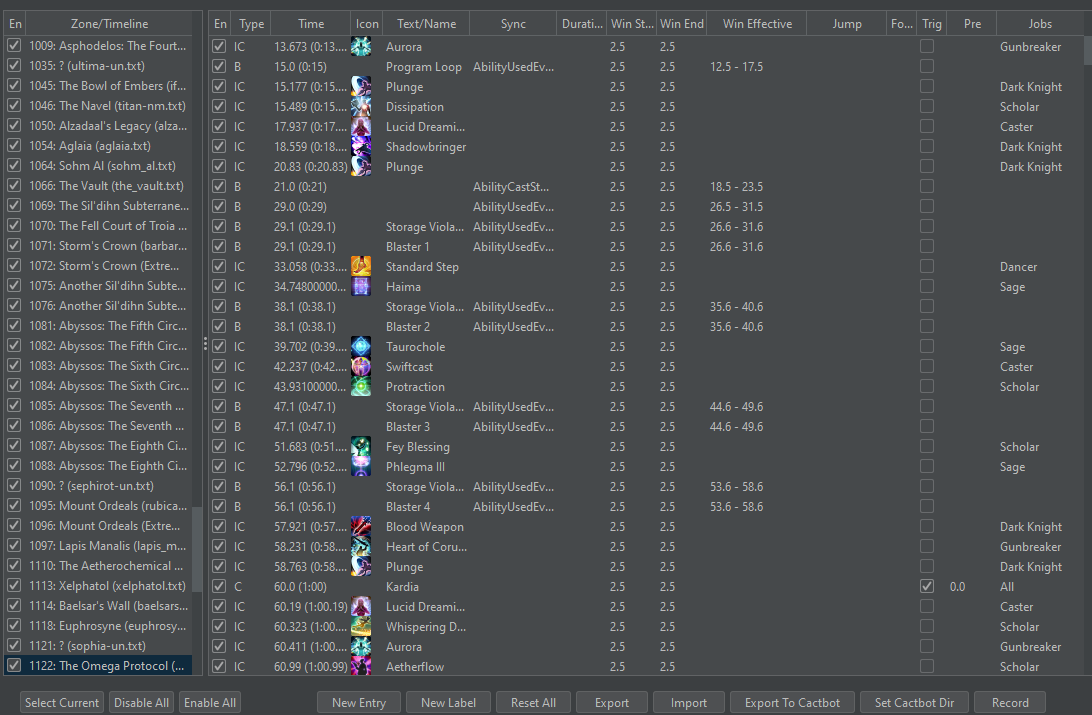 En Zone/Timeline
1009: Asphodelos: The Fourt...
1035: ? (ultima-un.txt)
1045: The Bowl of Embers (if...
1046: The Navel (titan-nm.txt)
1050: Alzadaal's Legacy (alza...
1054: Aglaia (aglaia.txt)
1064: Sohm Al (sohm_al.txt)
1066: The Vault (the_vault.txt)
1069: The Sil'dihn Subterrane...
1070: The Fell Court of Troia ...
1071: Storm's Crown (barbar...
1072: Storm's Crown (Extre...
1075: Another Sil'dihn Subte...
1076: Another Sil'dihn Subte...
1081: Abyssos: The Fifth Circ...
1082: Abyssos: The Fifth Circ...
1083: Abyssos: The Sixth Circ...
1084: Abyssos: The Sixth Circ...
1085: Abyssos: The Seventh ...
1086: Abyssos: The Seventh ...
1087: Abyssos: The Eighth Ci...
1088: Abyssos: The Eighth Ci...
1090: ? (sephirot-un.txt)
1095: Mount Ordeals (rubica...
1096: Mount Ordeals (Extre...
1097: Lapis Manalis (lapis_m...
1110: The Aetherochemical ...
1113: Xelphatol (xelphatol.txt)
1114: Baelsar's Wall (baelsars...
1118: Euphrosyne (euphrosy...
1121: ? (sophia-un.txt)
1122: The Omega Protocol (...
En Type Time Icon Text/Name Sync Durati... Win St... Win End Win Effective Jump Fo... Trig Pre Jobs
IC 13.673 (0:13.... Aurora 2.5 2.5 Gunbreaker
B 15.0 (0:15) Program Loop AbilityUsedEv... 2.5 2.5 12.5 - 17.5
IC 15.177 (0:15.... Plunge 2.5 2.5 Dark Knight
IC 15.489 (0:15.... Dissipation 2.5 2.5 Scholar
IC 17.937 (0:17.... Lucid Dreami... 2.5 2.5 Caster
IC 18.559 (0:18.... Shadowbringer 2.5 2.5 Dark Knight
IC 20.83 (0:20.83) Plunge 2.5 2.5 Dark Knight
B 21.0 (0:21) AbilityCastSt... 2.5 2.5 18.5 - 23.5
B 29.0 (0:29) AbilityUsedEv... 2.5 2.5 26.5 - 31.5
B 29.1 (0:29.1) Storage Viola... AbilityUsedEv... 2.5 2.5 26.6 - 31.6
B 29.1 (0:29.1) Blaster 1 AbilityUsedEv... 2.5 2.5 26.6 - 31.6
IC 33.058 (0:33.... Standard Step 2.5 2.5 Dancer
IC 34.74800000... Haima 2.5 2.5 Sage
B 38.1 (0:38.1) Storage Viola... AbilityUsedEv... 2.5 2.5 35.6 - 40.6
B 38.1 (0:38.1) Blaster 2 AbilityUsedEv... 2.5 2.5 35.6 - 40.6
IC 39.702 (0:39.... Taurochole 2.5 2.5 Sage
IC 42.237 (0:42.... Swiftcast 2.5 2.5 Caster
IC 43.93100000... Protraction 2.5 2.5 Scholar
B 47.1 (0:47.1) Storage Viola... AbilityUsedEv... 2.5 2.5 44.6 - 49.6
B 47.1 (0:47.1) Blaster 3 AbilityUsedEv... 2.5 2.5 44.6 - 49.6
IC 51.683 (0:51.... Fey Blessing 2.5 2.5 Scholar
IC 52.796 (0:52.... Phlegma III 2.5 2.5 Sage
B 56.1 (0:56.1) Storage Viola... AbilityUsedEv... 2.5 2.5 53.6 - 58.6
B 56.1 (0:56.1) Blaster 4 AbilityUsedEv... 2.5 2.5 53.6 - 58.6
IC 57.921 (0:57.... Blood Weapon 2.5 2.5 Dark Knight
IC 58.231 (0:58.... Heart of Coru... 2.5 2.5 Gunbreaker
IC 58.763 (0:58.... Plunge 2.5 2.5 Dark Knight
C 60.0 (1:00) Kardia 2.5 2.5 0.0 All
IC 60.19 (1:00.19) Lucid Dreami... 2.5 2.5 Caster
IC 60.323 (1:00.... Whispering D... 2.5 2.5 Scholar
IC 60.411 (1:00.... Aurora 2.5 2.5 Gunbreaker
IC 60.99 (1:00.99) Aetherflow 2.5 2.5 Scholar
Select Current Disable All Enable All New Entry New Label Reset All Export Import Export To Cactbot Set Cactbot Dir Record